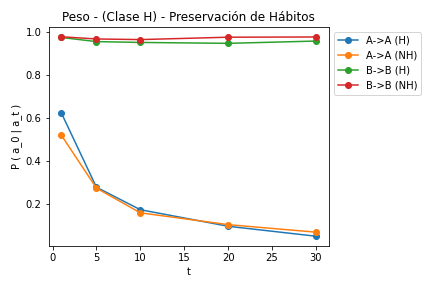 Peso - (Clase H) - Preservación de Hábitos
P ( a_0 | a_t )
1.0
0.8
0.6
0.4
0.2
0
5
10
15
20
25
30
t
A->A (H)
A->A (NH)
B->B (H)
B->B (NH)